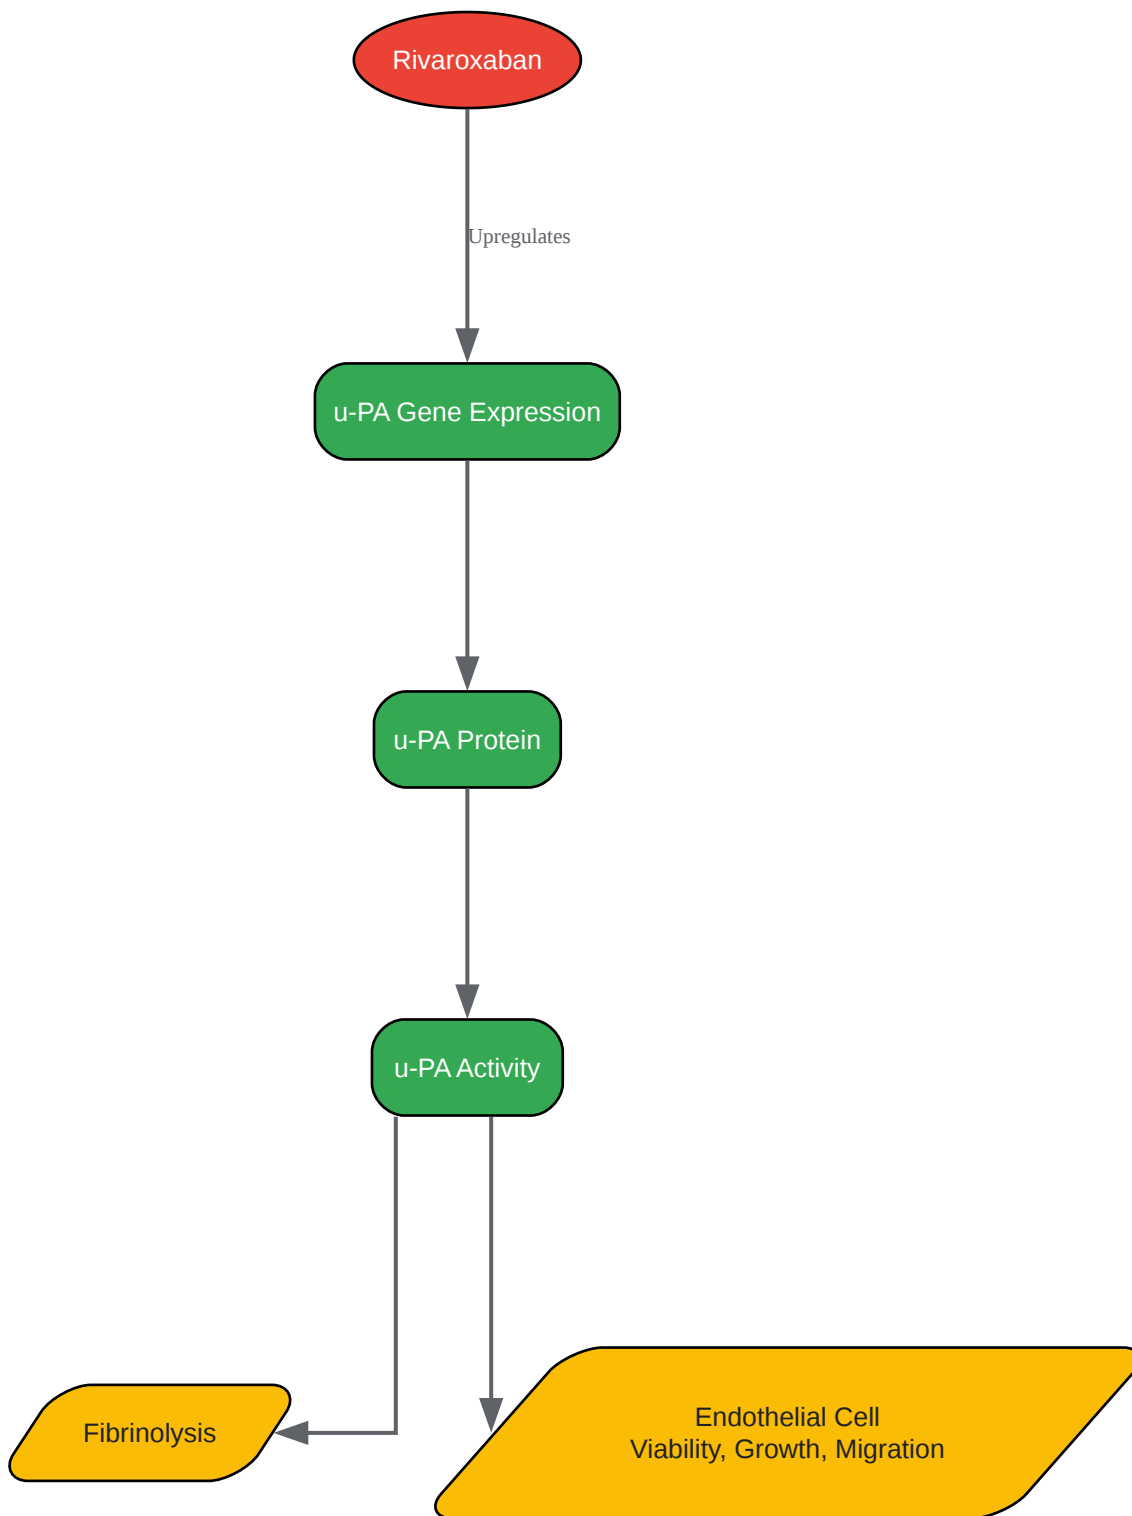 Rivaroxaban
Upregulates
u-PA Gene Expression
u-PA Protein
u-PA Activity
Fibrinolysis
Endothelial Cell
Viability, Growth, Migration